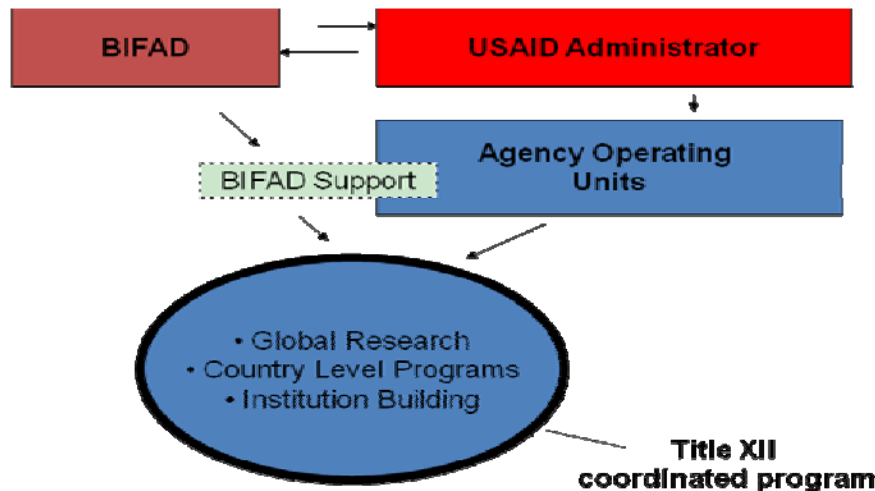 BIFAD
USAID Administrator
Agency Operating
Units
BIFAD Support
• Global Research
• Country Level Programs
• Institution Building
Title XII
coordinated program